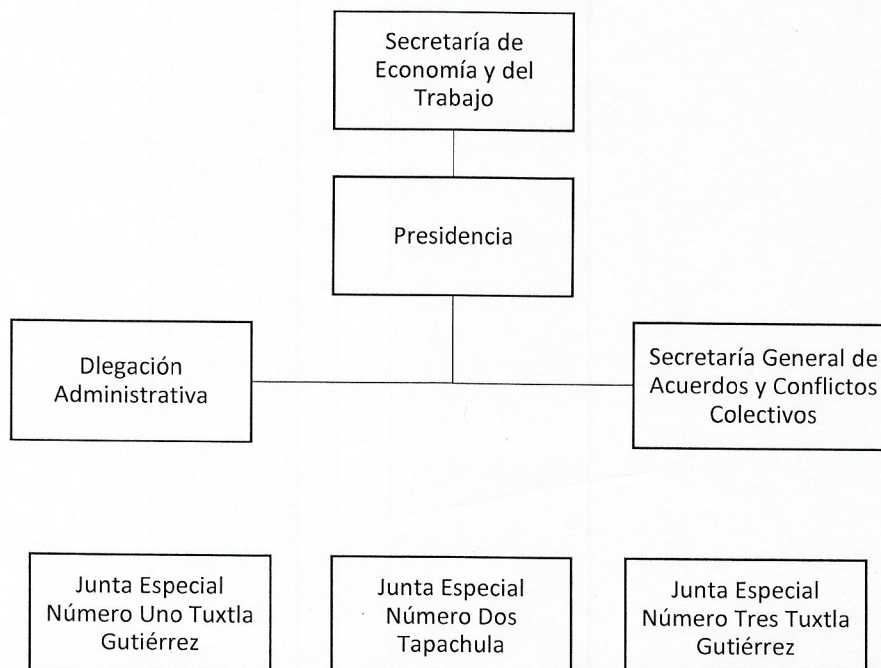 Secretaría de
Economía y del
Trabajo
Presidencia
Dlegación
Administrativa
Secretaría General de
Acuerdos y Conflictos
Colectivos
Junta Especial
Número Uno Tuxtla
Gutiérrez
Junta Especial
Número Dos
Tapachula
Junta Especial
Número Tres Tuxtla
Gutiérrez